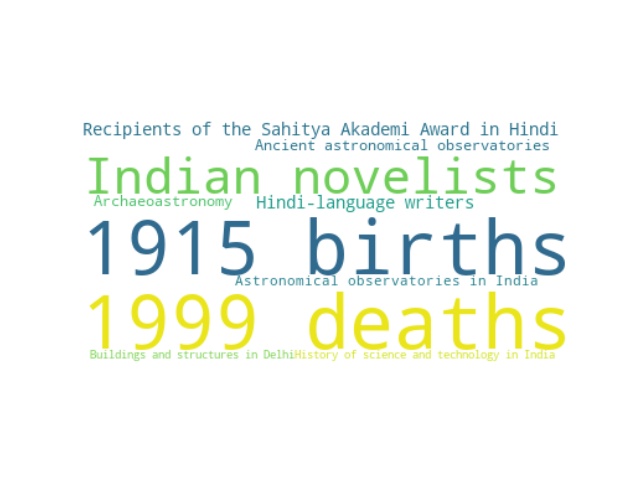 Recipients of the Sahitya Akademi Award in Hindi
Ancient astronomical observatories
Indian novelists
Archaeoastronomy
Hindi-language writers
1915 births
Astronomical observatories in India
1999 deaths
Buildings and structures in Delhi
History of science and technology in India